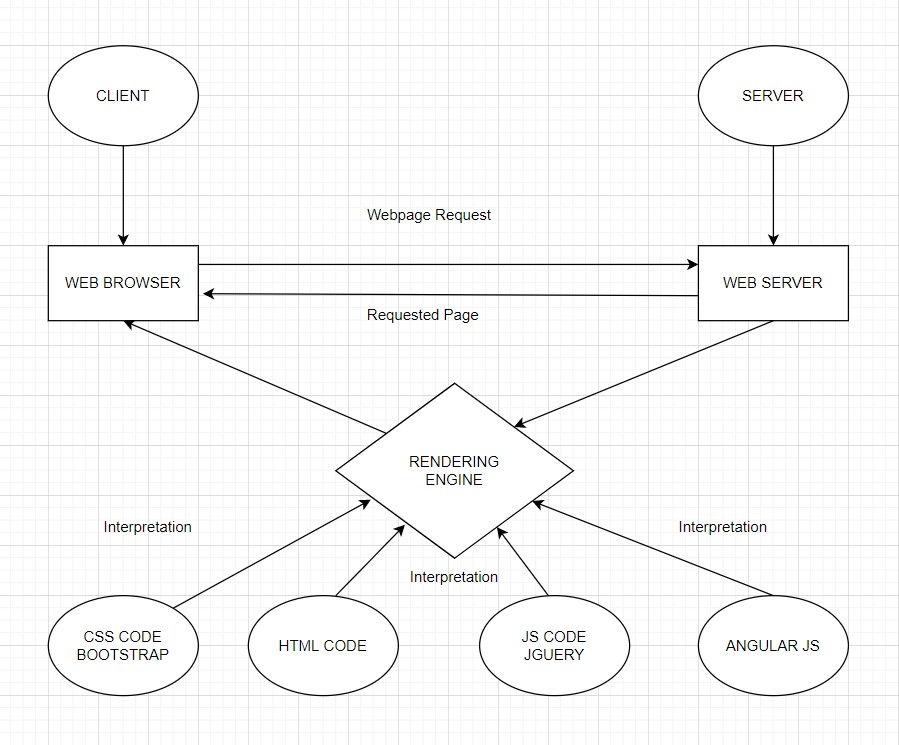 CLIENT
SERVER
Webpage Request
WEB BROWSER
WEB SERVER
Requested Page
RENDERING
ENGINE
Interpretation
Interpretation
Interpretation
CSS CODE
BOOTSTRAP
HTML CODE
JS CODE
JGUERY
ANGULAR JS